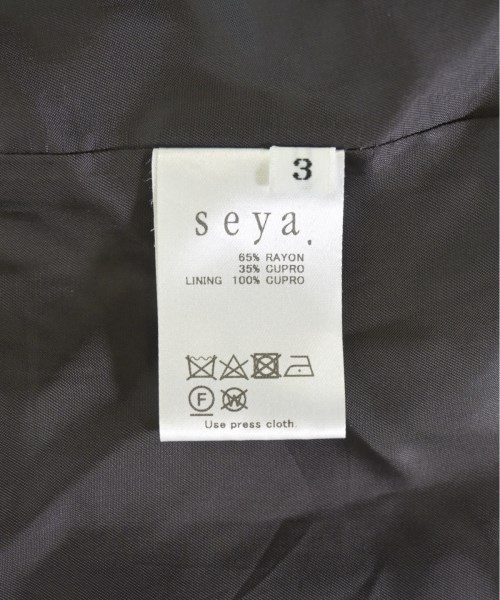 3
seya.
65% RAYON
35% CUPRO
LINING 100% CUPRO
F W
Use press cloth.